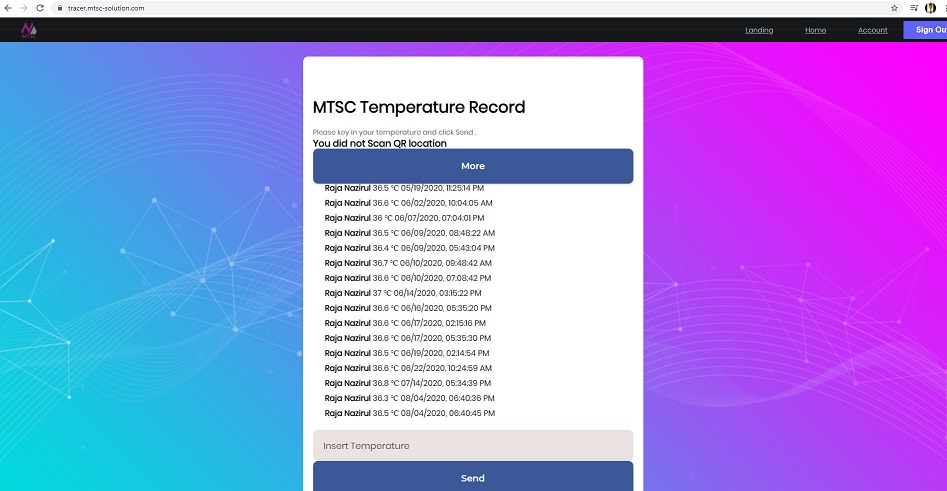 tracer.mtsc-solution.com
MTSC
Landing
Home
Account
Sign Ou
MTSC Temperature Record
Please key in your temperature and click Send .
You did not Scan QR location
More
Raja Nazirul 36.5 °C 05/19/2020, 11:25:14 PM
Raja Nazirul 36.6 °C 06/02/2020, 10:04:05 AM
Raja Nazirul 36 °C 06/07/2020, 07:04:01 PM
Raja Nazirul 36.5 °C 06/09/2020, 08:48:22 AM
Raja Nazirul 36.4 °C 06/09/2020, 05:43:04 PM
Raja Nazirul 36.7 °C 06/10/2020, 09:48:42 AM
Raja Nazirul 36.6 °C 06/10/2020, 07:08:42 PM
Raja Nazirul 37 °C 06/14/2020, 03:15:22 PM
Raja Nazirul 36.6 °C 06/16/2020, 05:35:20 PM
Raja Nazirul 36.6 °C 06/17/2020, 02:15:16 PM
Raja Nazirul 36.6 °C 06/17/2020, 05:35:30 PM
Raja Nazirul 36.5 °C 06/19/2020, 02:14:54 PM
Raja Nazirul 36.6 °C 06/22/2020, 10:24:59 AM
Raja Nazirul 36.8 °C 07/14/2020, 05:34:39 PM
Raja Nazirul 36.3 °C 08/04/2020, 06:40:36 PM
Raja Nazirul 36.5 °C 08/04/2020, 06:40:45 PM
Insert Temperature
Send